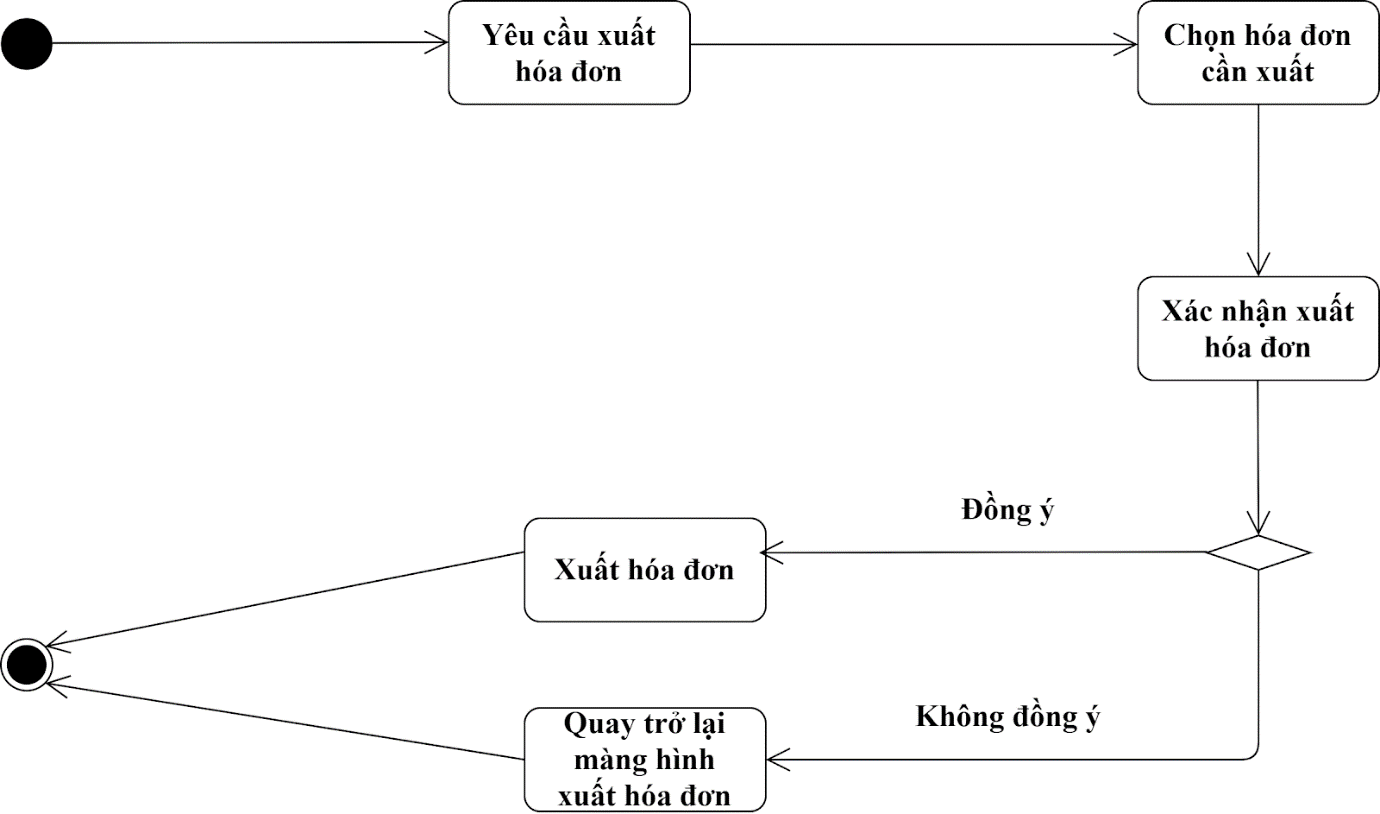 Yêu cầu xuất
hóa đơn
Chọn hóa đơn
cần xuất
Xác nhận xuất
hóa đơn
Đồng ý
Xuất hóa đơn
Không đồng ý
Quay trở lại
màng hình
xuất hóa đơn